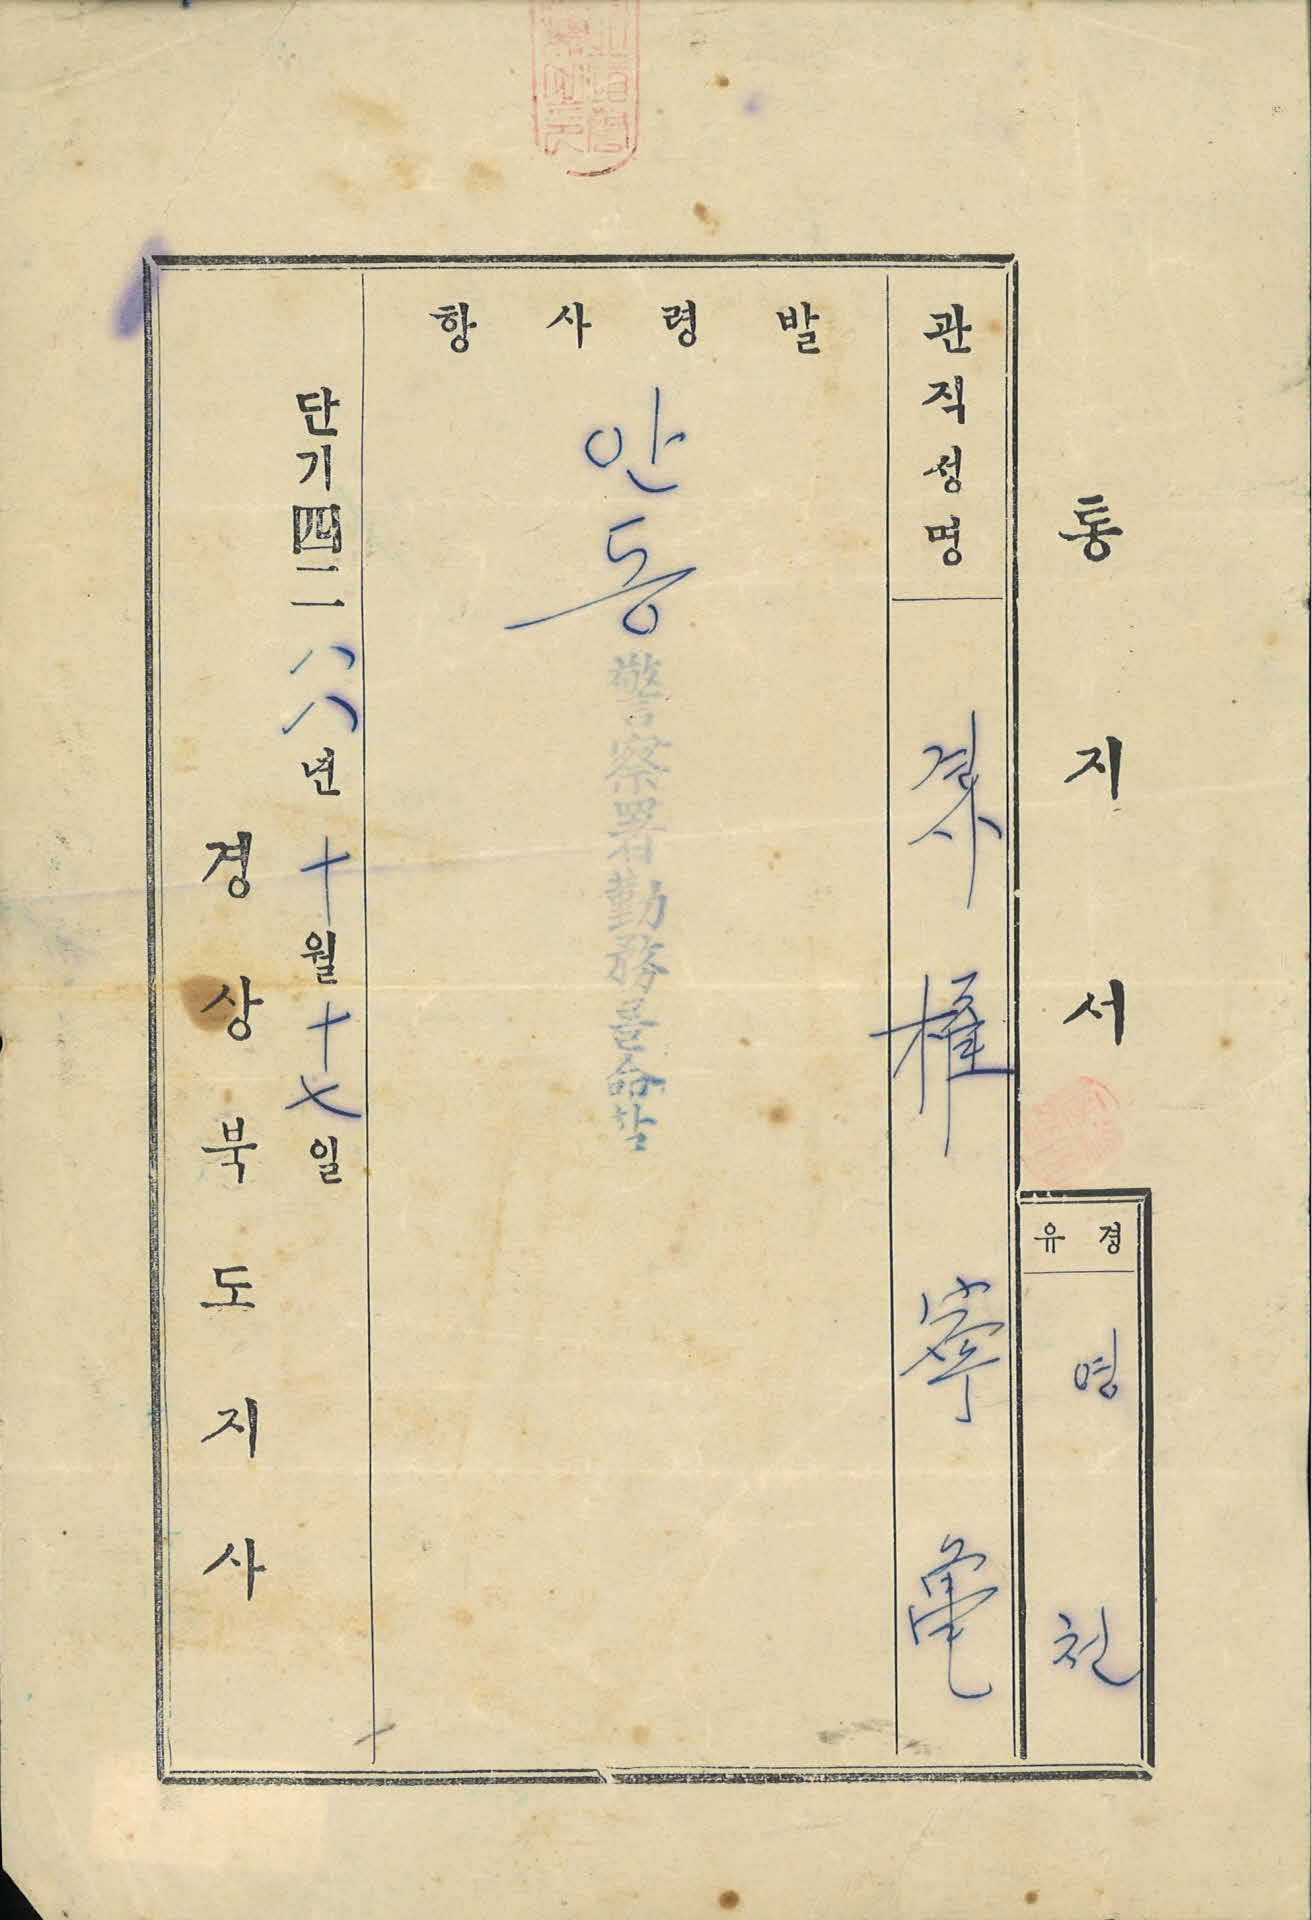 통지서
경유
영천
관직성명
경사 權寧龜
발령사항
안동警察署勤務를命함
단기四二八八년十월十七일
경상북도지사